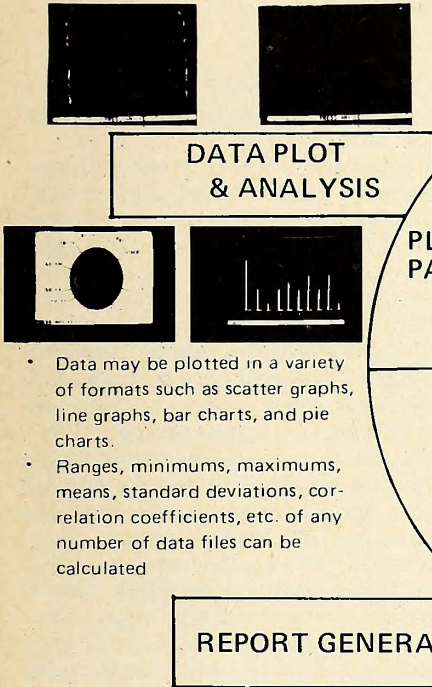 DATA PLOT
& ANALYSIS
PL
PA
• Data may be plotted in a variety
of formats such as scatter graphs,
line graphs, bar charts, and pie
charts.
• Ranges, minimums, maximums,
means, standard deviations, cor-
relation coefficients, etc. of any
number of data files can be
calculated
REPORT GENERA